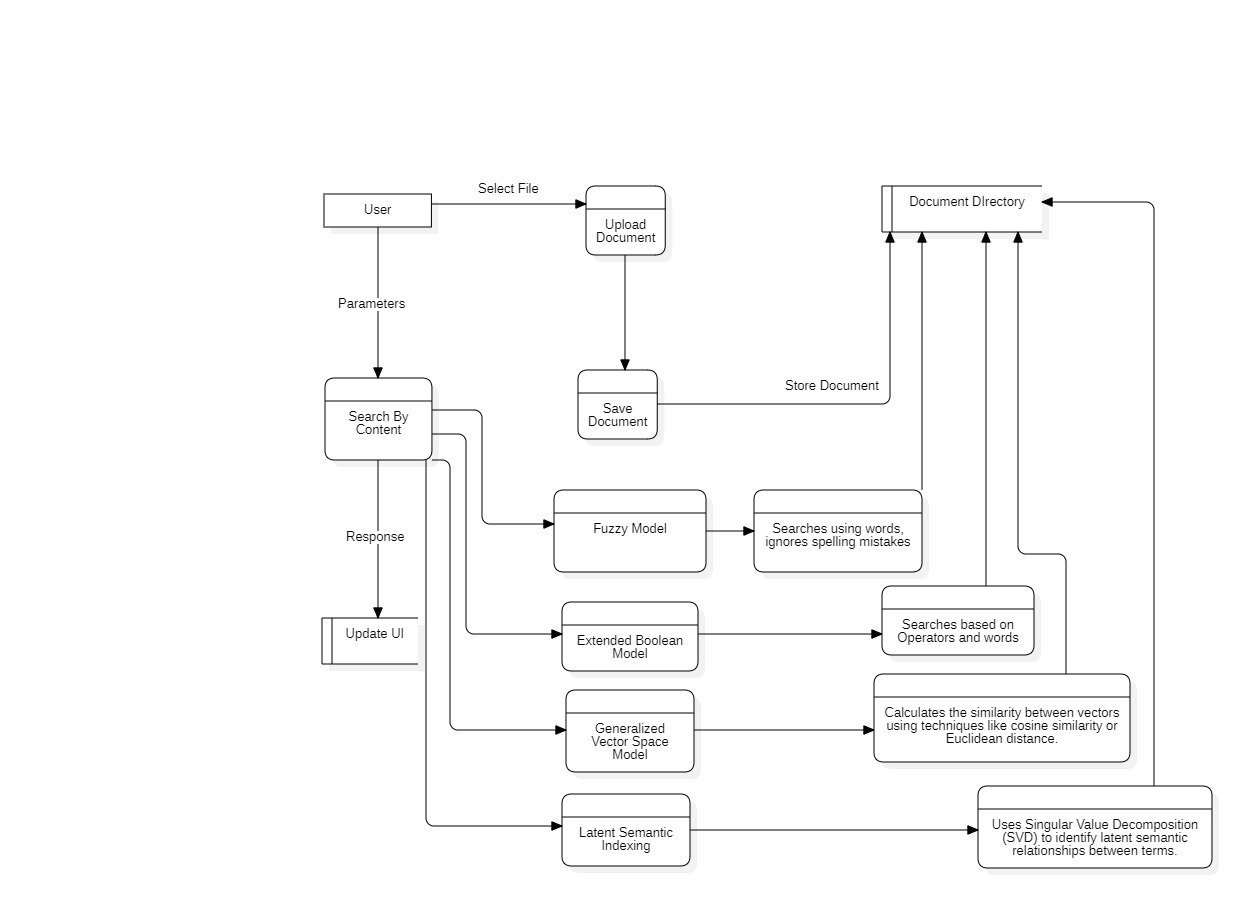 Select File
User
Document DIrectory
Upload
Document
Parameters
Store Document
Save
Document
Search By
Content
Response
Fuzzy Model
Searches using words,
ignores spelling mistakes
Update UI
Extended Boolean
Model
Searches based on
Operators and words
Generalized
Vector Space
Model
Calculates the similarity between vectors
using techniques like cosine similarity or
Euclidean distance.
Latent Semantic
Indexing
Uses Singular Value Decomposition
(SVD) to identify latent semantic
relationships between terms.